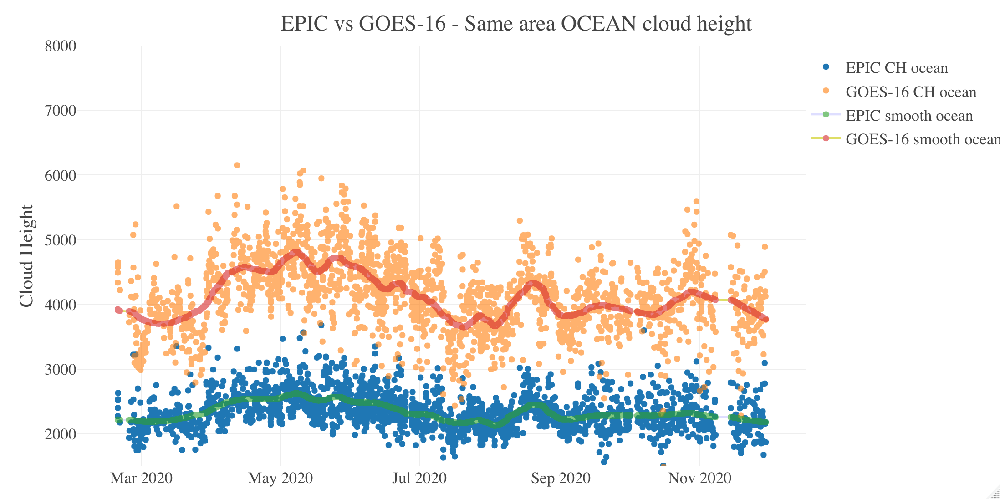 EPIC vs GOES-16 - Same area OCEAN cloud height
8000
7000
6000
5000
4000
3000
2000
Cloud Height
Mar 2020
May 2020
Jul 2020
Sep 2020
Nov 2020
EPIC CH ocean
GOES-16 CH ocean
EPIC smooth ocean
GOES-16 smooth ocean